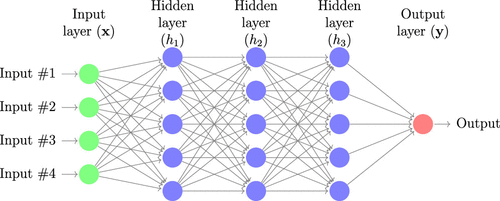 Input
layer (x)
Hidden
layer
(h₁)
Hidden
layer
(h₂)
Hidden
layer
(h₃)
Output
layer (y)
Input #1
Input #2
Input #3
Input #4
Output